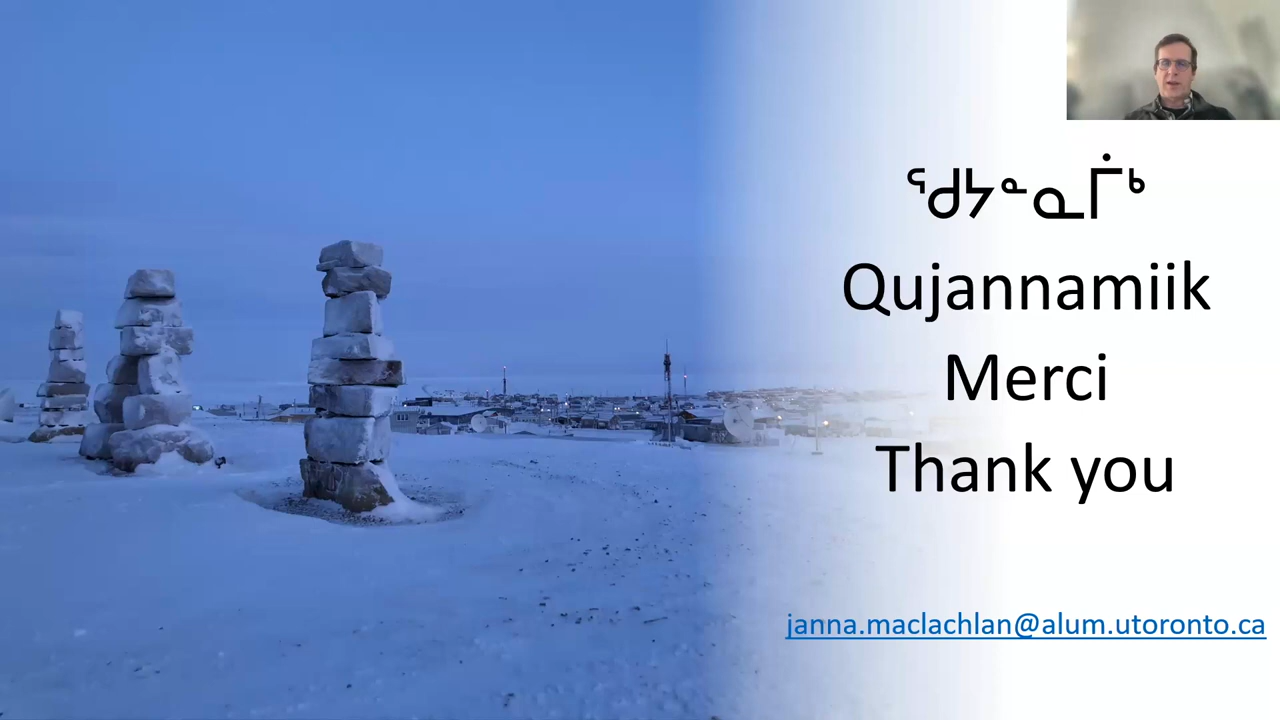 ᖁᔭᓐᓇᒦᒃ
Qujannamiik
Merci
Thank you
janna.maclachlan@alum.utoronto.ca